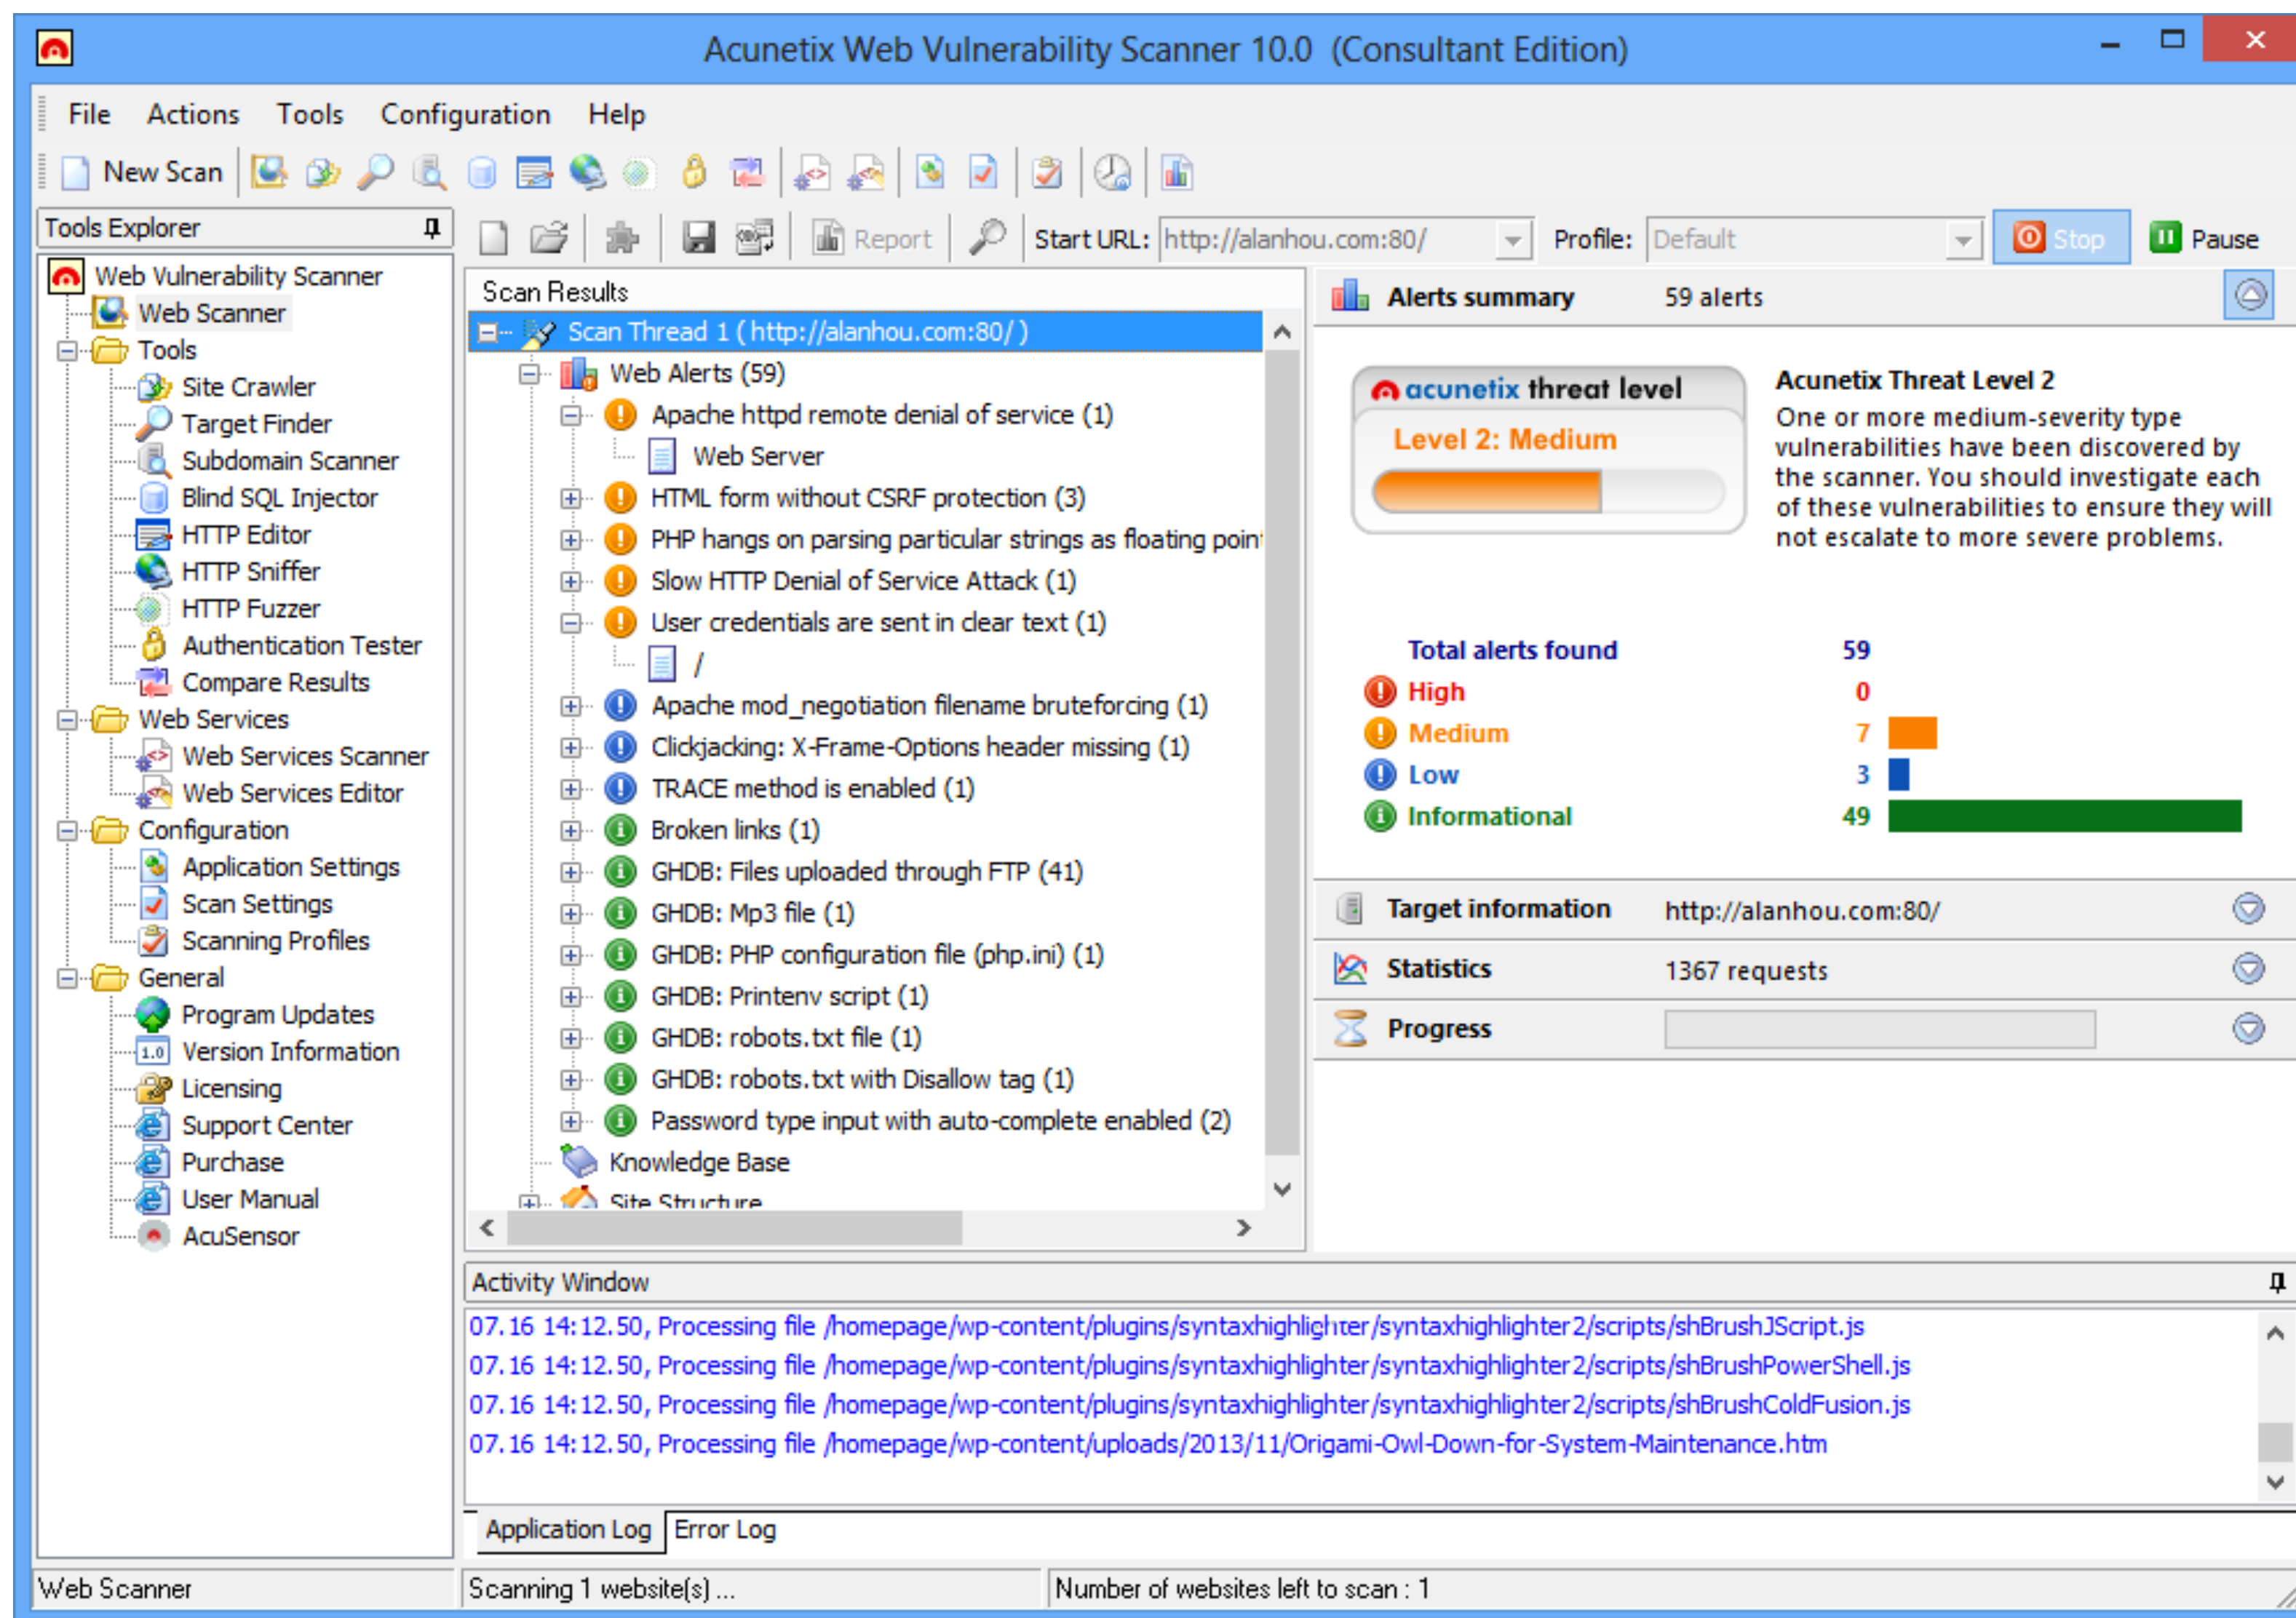 Acunetix Web Vulnerability Scanner 10.0 (Consultant Edition)
File Actions Tools Configuration Help
New Scan
Tools Explorer
Web Vulnerability Scanner
Web Scanner
Tools
Site Crawler
Target Finder
Subdomain Scanner
Blind SQL Injector
HTTP Editor
HTTP Sniffer
HTTP Fuzzer
Authentication Tester
Compare Results
Web Services
Web Services Scanner
Web Services Editor
Configuration
Application Settings
Scan Settings
Scanning Profiles
General
Program Updates
1.0 Version Information
Licensing
Support Center
Purchase
User Manual
AcuSensor
Report Start URL: http://alanhou.com:80/ Profile: Default Stop Pause
Scan Results
Scan Thread 1 ( http://alanhou.com:80/ )
Web Alerts (59)
Apache httpd remote denial of service (1)
Web Server
HTML form without CSRF protection (3)
PHP hangs on parsing particular strings as floating point
Slow HTTP Denial of Service Attack (1)
User credentials are sent in clear text (1)
/
Apache mod_negotiation filename bruteforcing (1)
Clickjacking: X-Frame-Options header missing (1)
TRACE method is enabled (1)
Broken links (1)
GHDB: Files uploaded through FTP (41)
GHDB: Mp3 file (1)
GHDB: PHP configuration file (php.ini) (1)
GHDB: Printenv script (1)
GHDB: robots.txt file (1)
GHDB: robots.txt with Disallow tag (1)
Password type input with auto-complete enabled (2)
Knowledge Base
Site Structure
Alerts summary 59 alerts
acunetix threat level
Level 2: Medium
Acunetix Threat Level 2
One or more medium-severity type
vulnerabilities have been discovered by
the scanner. You should investigate each
of these vulnerabilities to ensure they will
not escalate to more severe problems.
Total alerts found 59
High 0
Medium 7
Low 3
Informational 49
Target information http://alanhou.com:80/
Statistics 1367 requests
Progress
Activity Window
07.16 14:12.50, Processing file /homepage/wp-content/plugins/syntaxhighlighter/syntaxhighlighter2/scripts/shBrushJScript.js
07.16 14:12.50, Processing file /homepage/wp-content/plugins/syntaxhighlighter/syntaxhighlighter2/scripts/shBrushPowerShell.js
07.16 14:12.50, Processing file /homepage/wp-content/plugins/syntaxhighlighter/syntaxhighlighter2/scripts/shBrushColdFusion.js
07.16 14:12.50, Processing file /homepage/wp-content/uploads/2013/11/Origami-Owl-Down-for-System-Maintenance.htm
Application Log Error Log
Web Scanner Scanning 1 website(s) ... Number of websites left to scan : 1